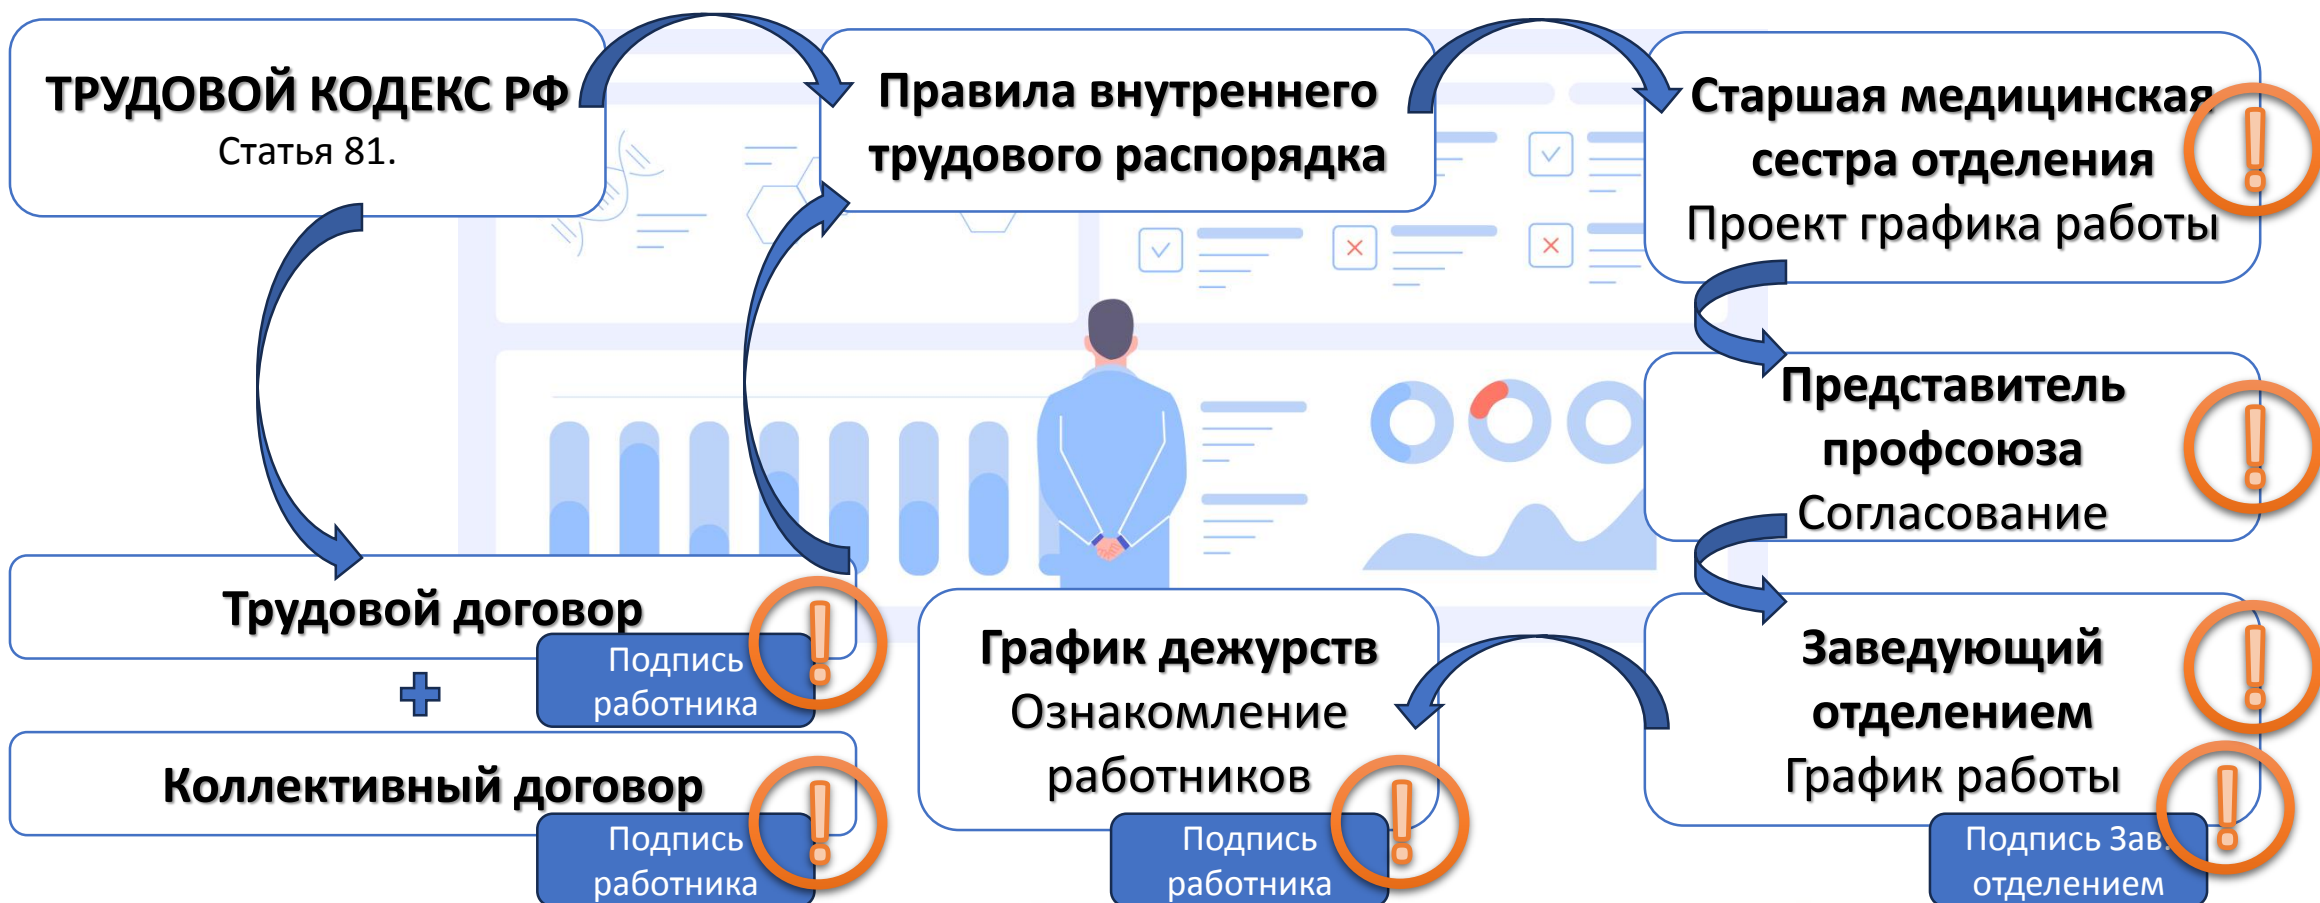 ТРУДОВОЙ КОДЕКС РФ
Статья 81.
Правила внутреннего
трудового распорядка
Старшая медицинская
сестра отделения
Проект графика работы
Представитель
профсоюза
Согласование
Трудовой договор
Подпись
работника
Коллективный договор
Подпись
работника
График дежурств
Ознакомление
работников
Подпись
работника
Заведующий
отделением
График работы
Подпись Зав.
отделением